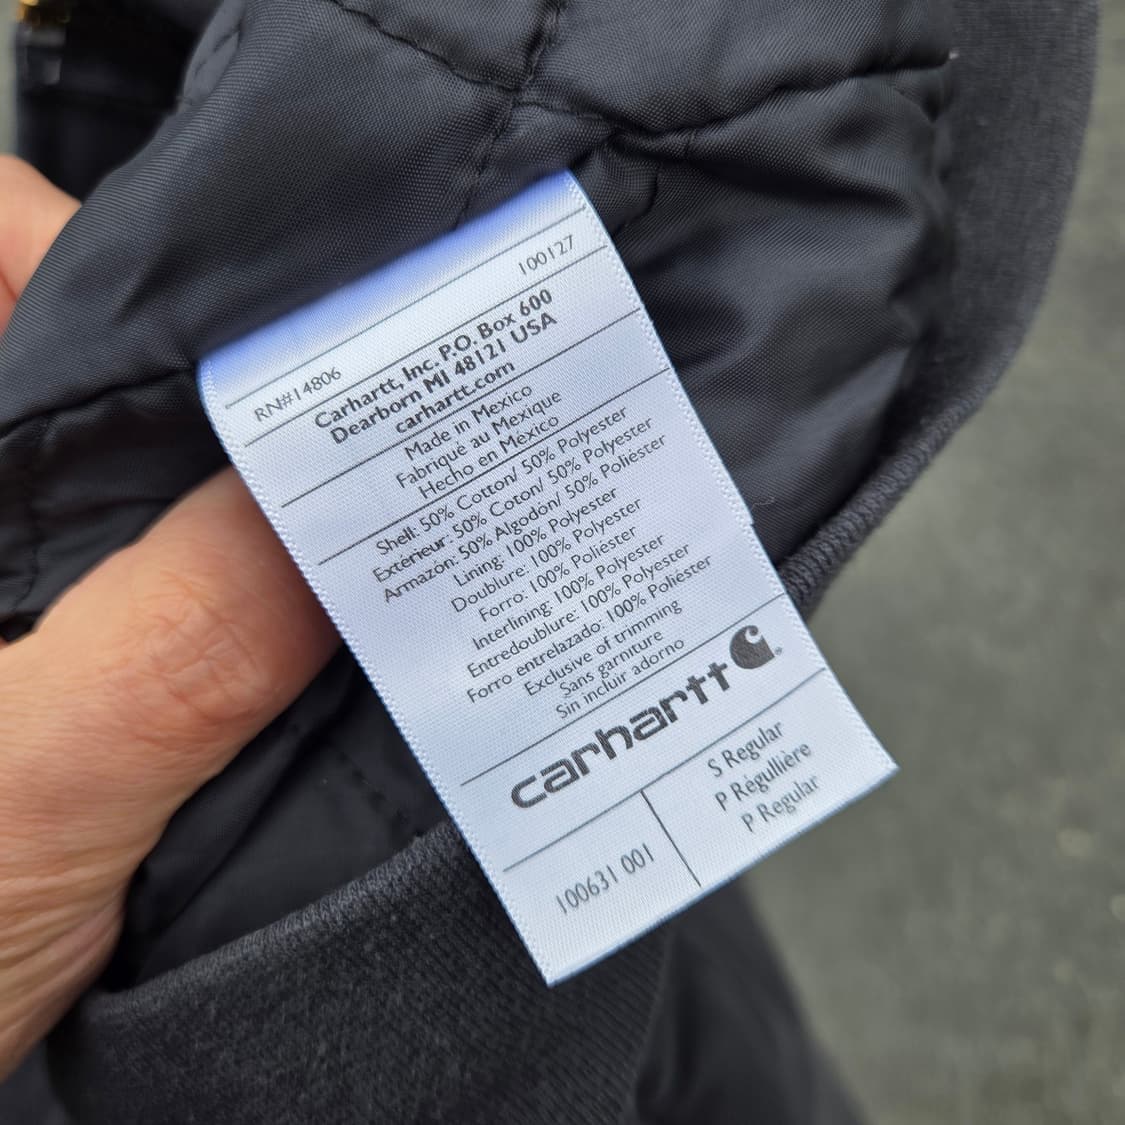 RN#14806 100127
Carhartt, Inc. P.O. Box 600
Dearborn MI 48121 USA
carhartt.com
Made in Mexico
Fabriqué au Mexique
Hecho en México
Shell: 50% Cotton/ 50% Polyester
Extérieur: 50% Coton/ 50% Polyester
Armazón: 50% Algodón/ 50% Poliéster
Lining: 100% Polyester
Doublure: 100% Polyester
Forro: 100% Poliéster
Interlining: 100% Polyester
Entredoublure: 100% Polyester
Forro entrelazado: 100% Poliéster
Exclusive of trimming
Sans garniture
Sin incluir adorno
carhartt
100631 001
S Regular
P Régullière
P Regular